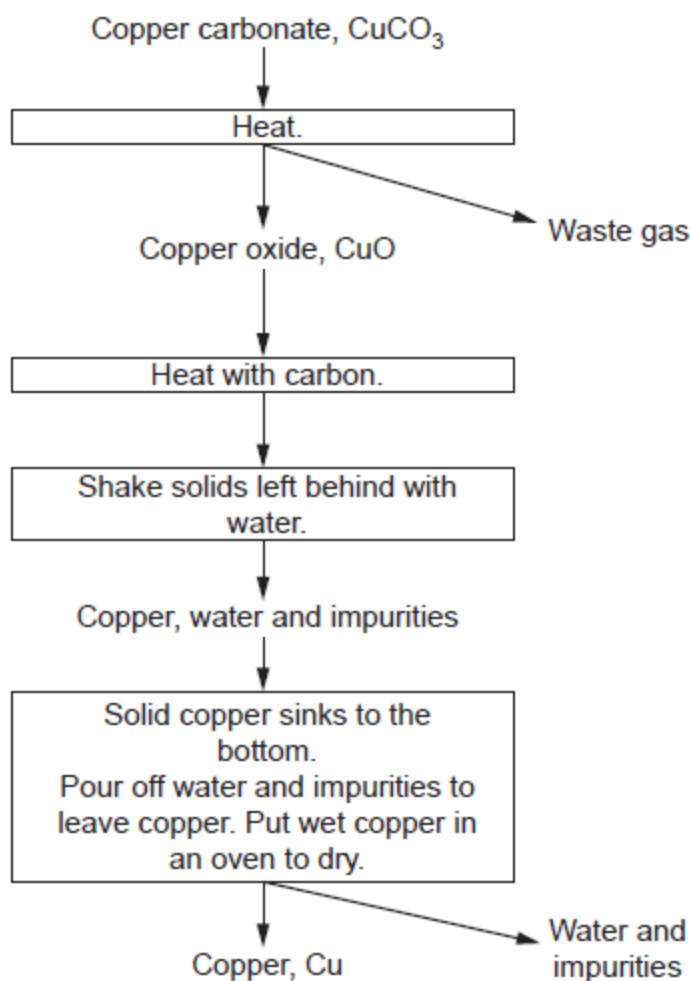 Copper carbonate, CuCO₃
Heat.
Waste gas
Copper oxide, CuO
Heat with carbon.
Shake solids left behind with
water.
Copper, water and impurities
Solid copper sinks to the
bottom.
Pour off water and impurities to
leave copper. Put wet copper in
an oven to dry.
Water and
impurities
Copper, Cu